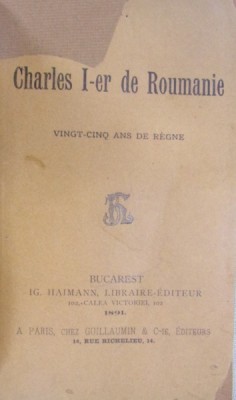 Charles I-er de Roumanie
VINGT-CINQ ANS DE RÈGNE
BUCAREST
IG. HAIMANN, LIBRAIRE-ÉDITEUR
CALEA VICTORIEI
1891.
A PARIS, CHEZ GUILLAUMIN & C-IE, ÉDITEURS
14, RUE RICHELIEU, 14.